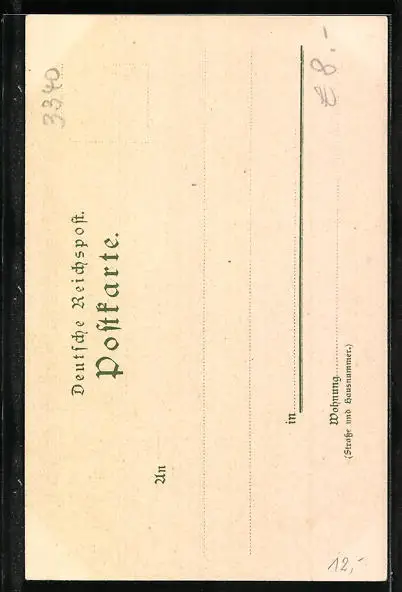 3340
Deutsche Reichspost.
Postkarte.
An
in
Wohnung
(Straße und Hausnummer.)
8.-
12,-